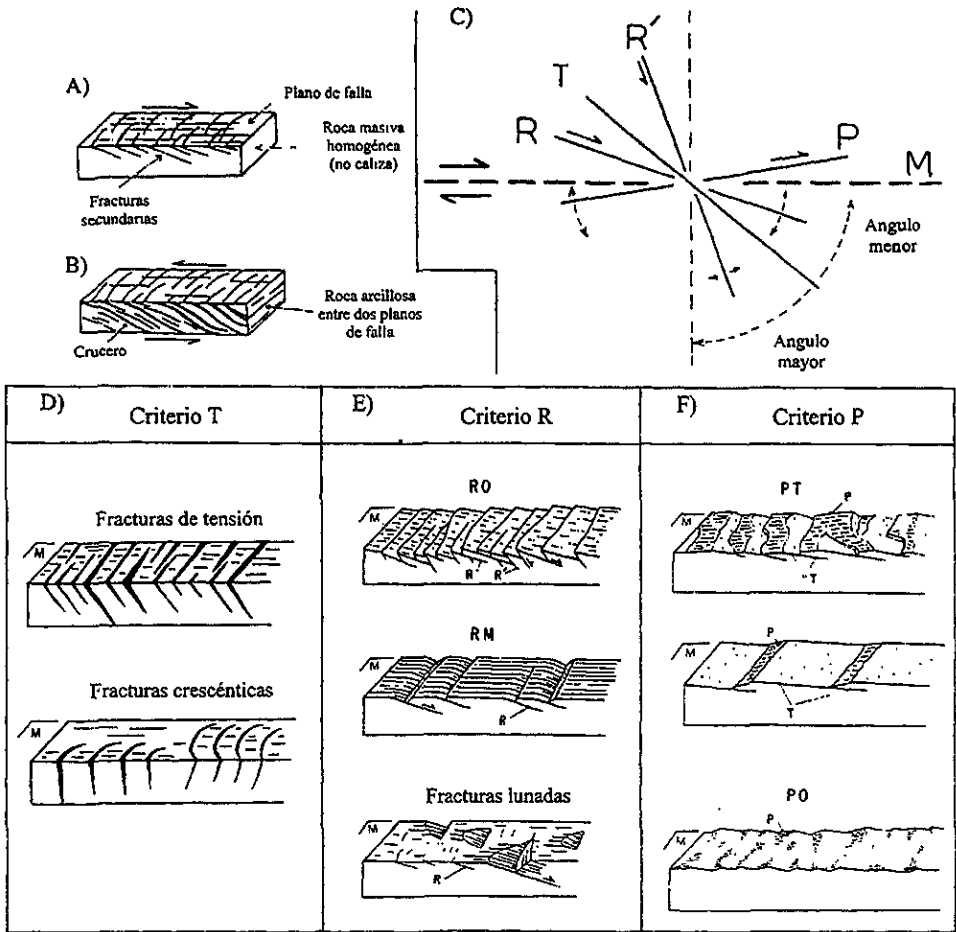 A)
Plano de falla
Roca masiva
homogénea
(no caliza)
Fracturas
secundarias
B)
Roca arcillosa
entre dos planos
de falla
Crucero
C)
R´
T
R
P
M
Angulo
menor
Angulo
mayor
D)
Criterio T
Fracturas de tensión
M
Fracturas crescénticas
M
E)
Criterio R
RO
M
R'
R'
RM
M
R
Fracturas lunadas
M
R
F)
Criterio P
PT
P
M
T
P
M
T
PO
P
M